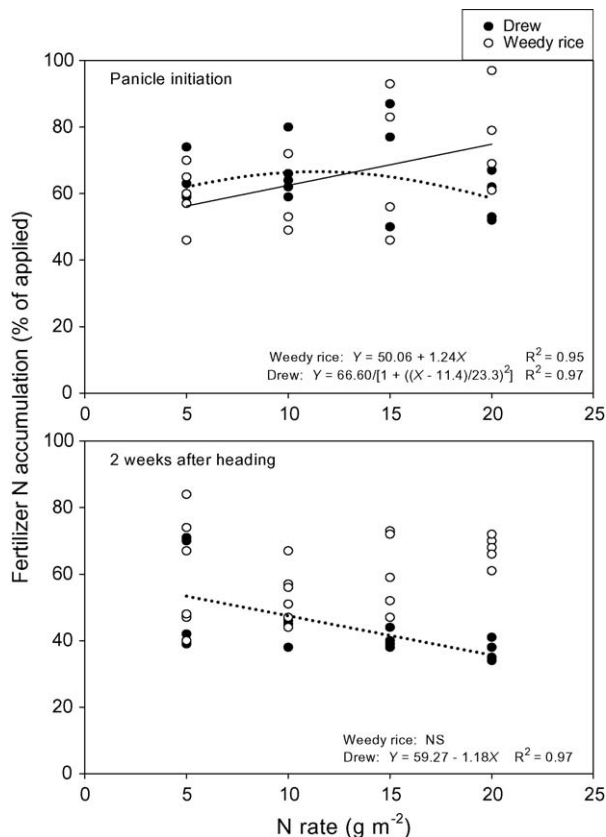 Drew
Weedy rice
Panicle initiation
100
80
60
40
20
0
Weedy rice: Y = 50.06 + 1.24X R² = 0.95
Drew: Y = 66.60/[1 + ((X - 11.4)/23.3)²] R² = 0.97
0 5 10 15 20 25
Fertilizer N accumulation (% of applied)
2 weeks after heading
100
80
60
40
20
0
Weedy rice: NS
Drew: Y = 59.27 - 1.18X R² = 0.97
0 5 10 15 20 25
N rate (g m⁻²)